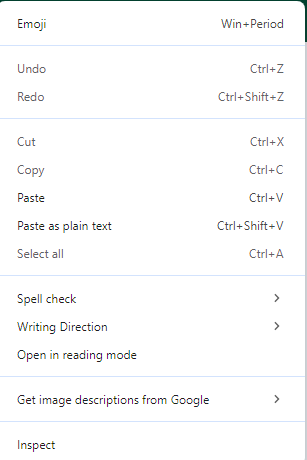 Emoji Win+Period
Undo Ctrl+Z
Redo Ctrl+Shift+Z
Cut Ctrl+X
Copy Ctrl+C
Paste Ctrl+V
Paste as plain text Ctrl+Shift+V
Select all Ctrl+A
Spell check
Writing Direction
Open in reading mode
Get image descriptions from Google
Inspect